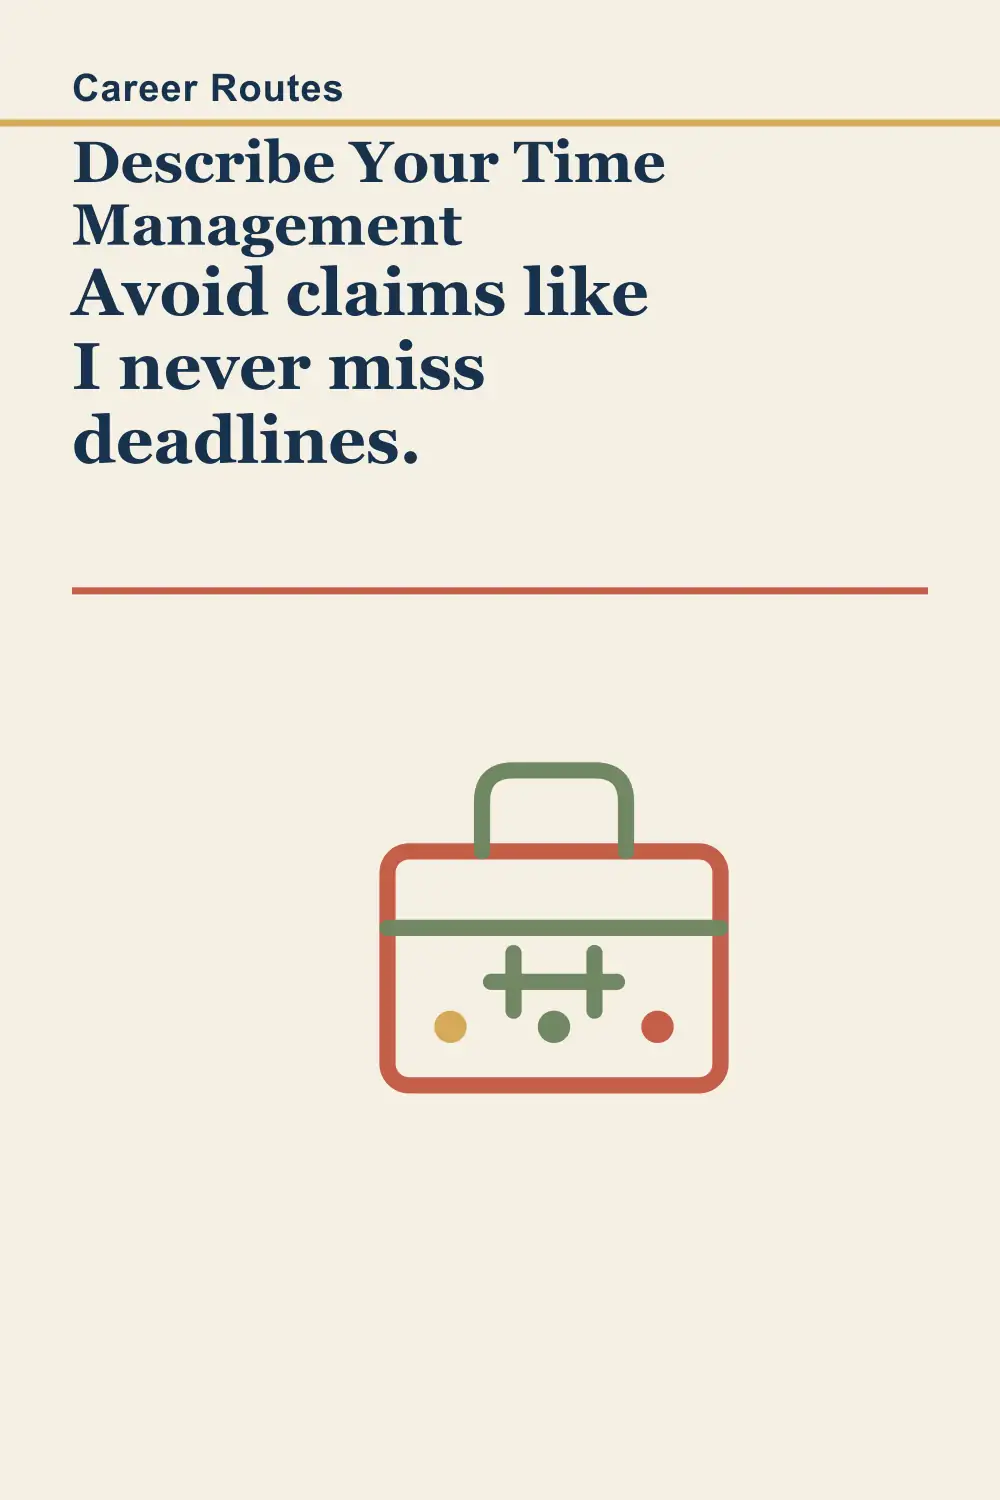 Career Routes
Describe Your Time
Management
Avoid claims like
I never miss
deadlines.